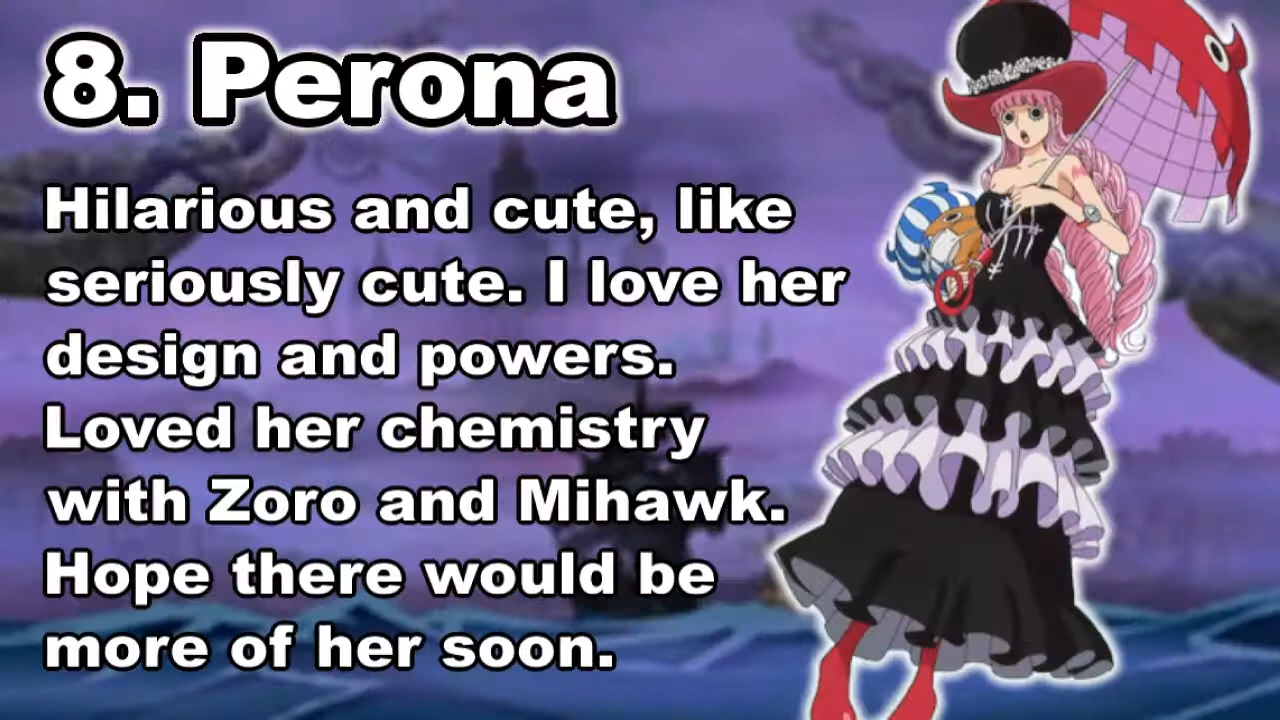 8. Perona
Hilarious and cute, like
seriously cute. I love her
design and powers.
Loved her chemistry
with Zoro and Mihawk.
Hope there would be
more of her soon.